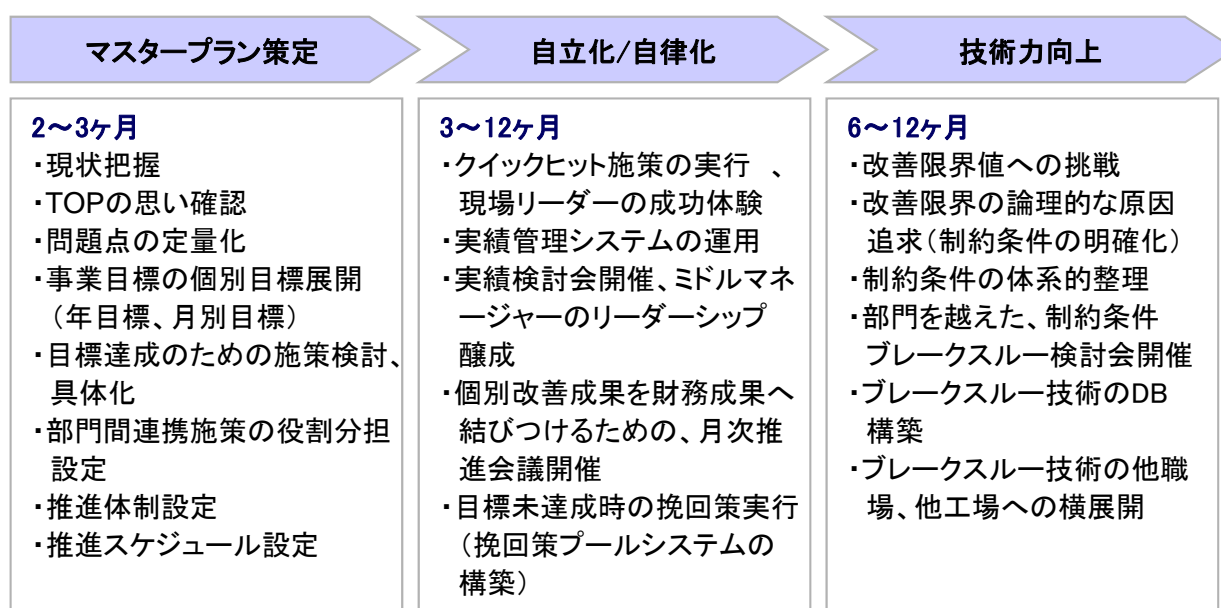 マスタープラン策定
自立化/自律化
技術力向上
2～3ヶ月
・現状把握
・TOPの思い確認
・問題点の定量化
・事業目標の個別目標展開
（年目標、月別目標）
・目標達成のための施策検討、
具体化
・部門間連携施策の役割分担
設定
・推進体制設定
・推進スケジュール設定
3～12ヶ月
・クイックヒット施策の実行 、
現場リーダーの成功体験
・実績管理システムの運用
・実績検討会開催、ミドルマネ
ージャーのリーダーシップ
醸成
・個別改善成果を財務成果へ
結びつけるための、月次推
進会議開催
・目標未達成時の挽回策実行
（挽回策プールシステムの
構築）
6～12ヶ月
・改善限界値への挑戦
・改善限界の論理的な原因
追求（制約条件の明確化）
・制約条件の体系的整理
・部門を越えた、制約条件
ブレークスルー検討会開催
・ブレークスルー技術のDB
構築
・ブレークスルー技術の他職
場、他工場への横展開